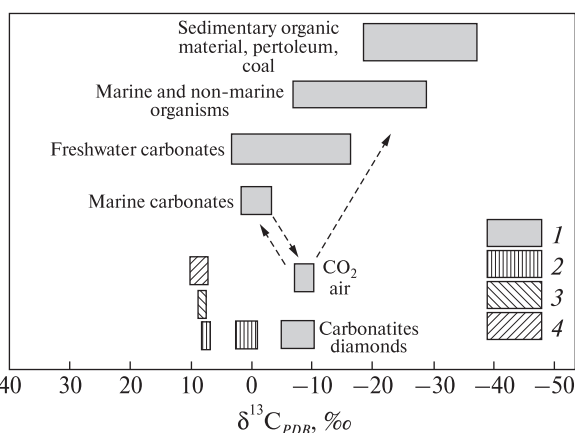 Sedimentary organic
material, pertoleum,
coal
Marine and non-marine
organisms
Freshwater carbonates
Marine carbonates
CO₂
air
Carbonatites
diamonds
1
2
3
4
40 30 20 10 0 −10 −20 −30 −40 −50
δ¹³C_PDB, ‰